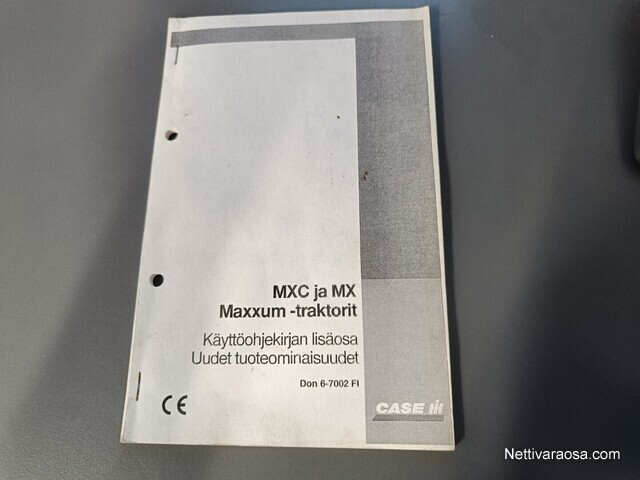 MXC ja MX
Maxxum -traktorit
Käyttöohjekirjan lisäosa
Uudet tuoteominaisuudet
Don 6-7002 FI
CE
CASE IH
Nettivaraosa.com